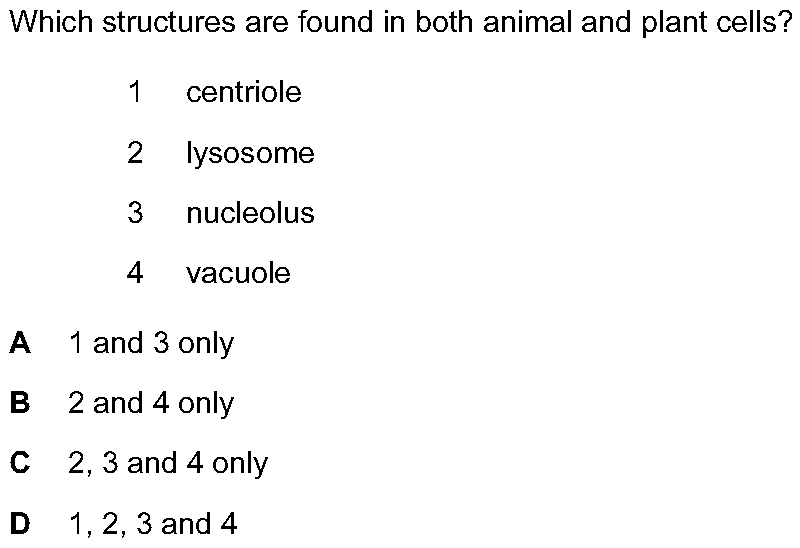 Which structures are found in both animal and plant cells?
1 centriole
2 lysosome
3 nucleolus
4 vacuole
A 1 and 3 only
B 2 and 4 only
C 2, 3 and 4 only
D 1, 2, 3 and 4